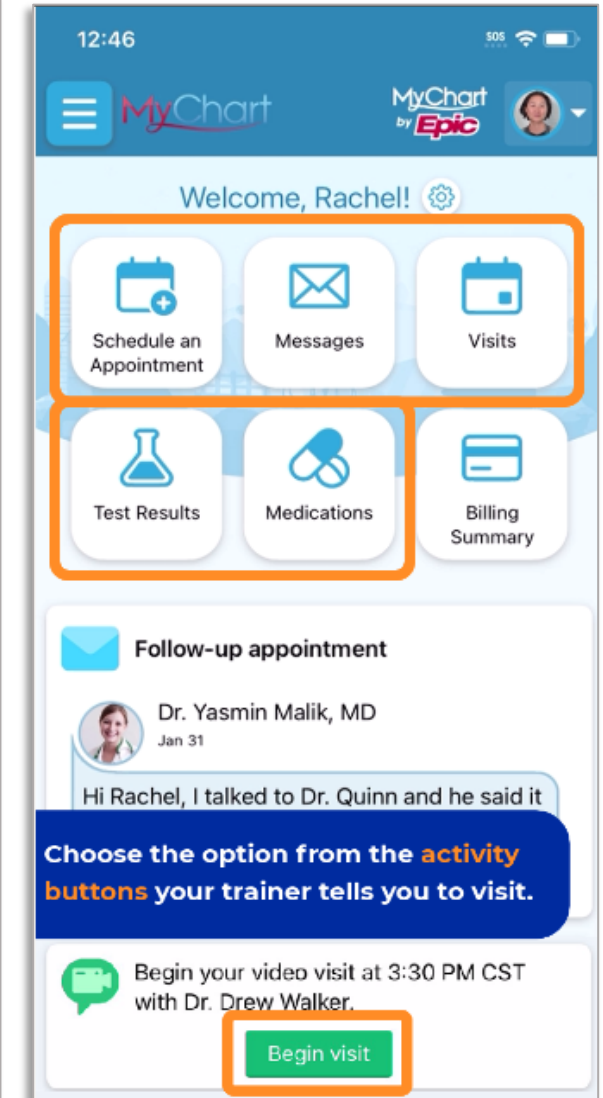 12:46
SOS
MyChart
MyChart
by Epic
Welcome, Rachel!
Schedule an
Appointment
Messages
Visits
Test Results
Medications
Billing
Summary
Follow-up appointment
Dr. Yasmin Malik, MD
Jan 31
Hi Rachel, I talked to Dr. Quinn and he said it
Choose the option from the activity
buttons your trainer tells you to visit.
Begin your video visit at 3:30 PM CST
with Dr. Drew Walker.
Begin visit